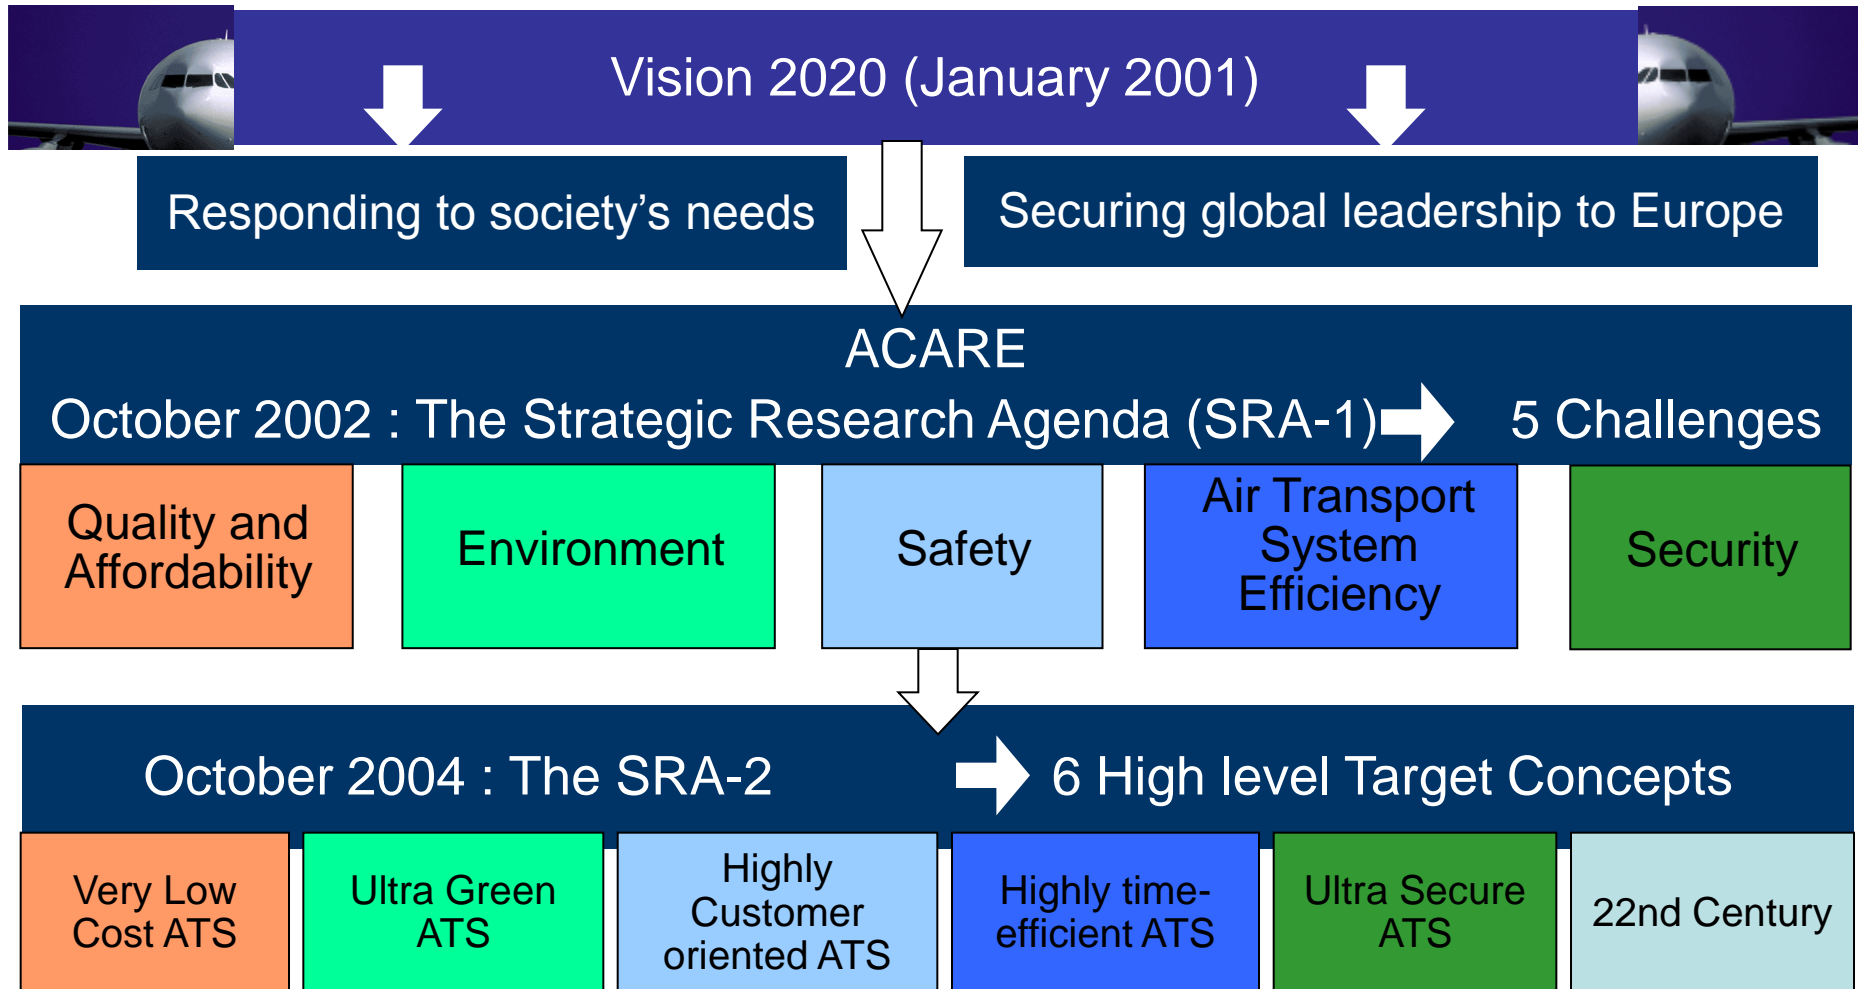 Vision 2020 (January 2001)
Responding to society’s needs
Securing global leadership to Europe
ACARE
October 2002 : The Strategic Research Agenda (SRA-1) 5 Challenges
Quality and
Affordability
Environment
Safety
Air Transport
System
Efficiency
Security
October 2004 : The SRA-2 6 High level Target Concepts
Very Low
Cost ATS
Ultra Green
ATS
Highly
Customer
oriented ATS
Highly time-
efficient ATS
Ultra Secure
ATS
22nd Century